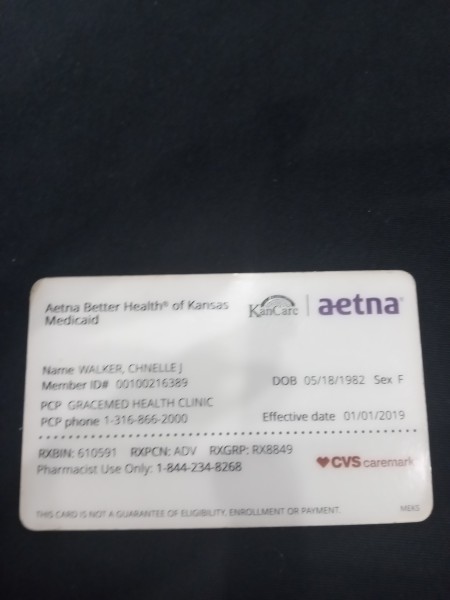 Aetna Better Health® of Kansas
Medicaid
KanCare
aetna®
Name WALKER, CHNELLE J
Member ID# 00100216389
DOB 05/18/1982 Sex F
PCP GRACEMED HEALTH CLINIC
PCP phone 1-316-866-2000
Effective date 01/01/2019
RXBIN: 610591 RXPCN: ADV RXGRP: RX8849
Pharmacist Use Only: 1-844-234-8268
CVS caremark
THIS CARD IS NOT A GUARANTEE OF ELIGIBILITY, ENROLLMENT OR PAYMENT.
MEKS